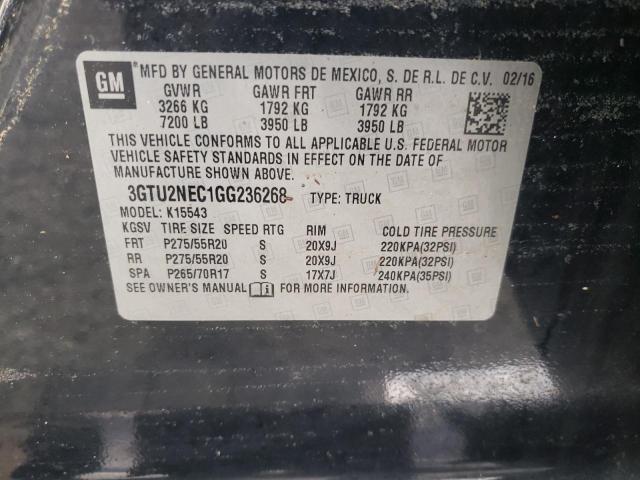 GM MFD BY GENERAL MOTORS DE MEXICO, S. DE R.L. DE C.V. 02/16
GVWR GAWR FRT GAWR RR
3266 KG 1792 KG 1792 KG
7200 LB 3950 LB 3950 LB
THIS VEHICLE CONFORMS TO ALL APPLICABLE U.S. FEDERAL MOTOR
VEHICLE SAFETY STANDARDS IN EFFECT ON THE DATE OF
MANUFACTURE SHOWN ABOVE.
3GTU2NEC1GG236268 TYPE: TRUCK
MODEL: K15543
KGSV TIRE SIZE SPEED RTG RIM COLD TIRE PRESSURE
FRT P275/55R20 S 20X9J 220KPA(32PSI)
RR P275/55R20 S 20X9J 220KPA(32PSI)
SPA P265/70R17 S 17X7J 240KPA(35PSI)
SEE OWNER'S MANUAL FOR MORE INFORMATION.